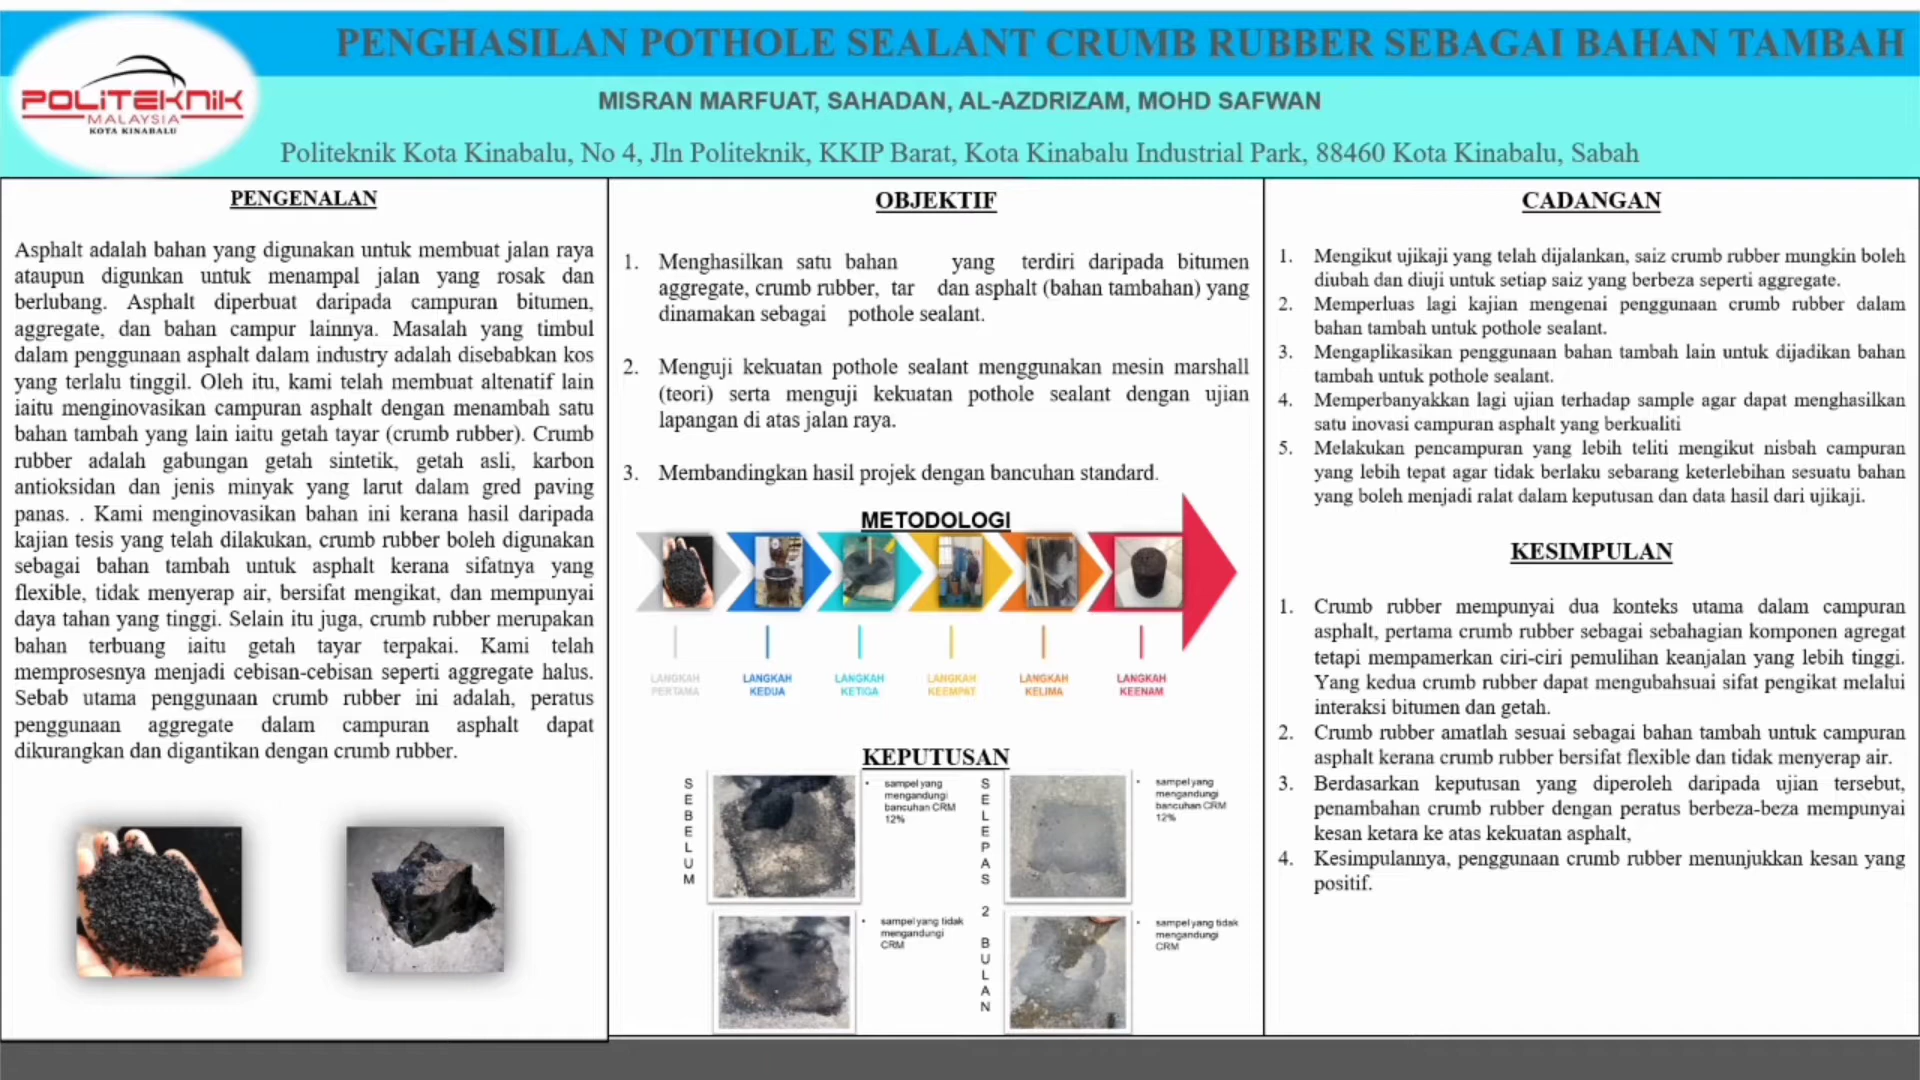 PENGHASILAN POTHOLE SEALANT CRUMB RUBBER SEBAGAI BAHAN TAMBAH
POLITEKNIK
MALAYSIA
KOTA KINABALU
MISRAN MARFUAT, SAHADAN, AL-AZDRIZAM, MOHD SAFWAN
Politeknik Kota Kinabalu, No 4, Jln Politeknik, KKIP Barat, Kota Kinabalu Industrial Park, 88460 Kota Kinabalu, Sabah
PENGENALAN
Asphalt adalah bahan yang digunakan untuk membuat jalan raya
ataupun digunkan untuk menampal jalan yang rosak dan
berlubang. Asphalt diperbuat daripada campuran bitumen,
aggregate, dan bahan campur lainnya. Masalah yang timbul
dalam penggunaan asphalt dalam industry adalah disebabkan kos
yang terlalu tinggil. Oleh itu, kami telah membuat altenatif lain
iaitu menginovasikan campuran asphalt dengan menambah satu
bahan tambah yang lain iaitu getah tayar (crumb rubber). Crumb
rubber adalah gabungan getah sintetik, getah asli, karbon
antioksidan dan jenis minyak yang larut dalam gred paving
panas. . Kami menginovasikan bahan ini kerana hasil daripada
kajian tesis yang telah dilakukan, crumb rubber boleh digunakan
sebagai bahan tambah untuk asphalt kerana sifatnya yang
flexible, tidak menyerap air, bersifat mengikat, dan mempunyai
daya tahan yang tinggi. Selain itu juga, crumb rubber merupakan
bahan terbuang iaitu getah tayar terpakai. Kami telah
memprosesnya menjadi cebisan-cebisan seperti aggregate halus.
Sebab utama penggunaan crumb rubber ini adalah, peratus
penggunaan aggregate dalam campuran asphalt dapat
dikurangkan dan digantikan dengan crumb rubber.
OBJEKTIF
1. Menghasilkan satu bahan yang terdiri daripada bitumen
aggregate, crumb rubber, tar dan asphalt (bahan tambahan) yang
dinamakan sebagai pothole sealant.
2. Menguji kekuatan pothole sealant menggunakan mesin marshall
(teori) serta menguji kekuatan pothole sealant dengan ujian
lapangan di atas jalan raya.
3. Membandingkan hasil projek dengan bancuhan standard.
METODOLOGI
LANGKAH
PERTAMA
LANGKAH
KEDUA
LANGKAH
KETIGA
LANGKAH
KEEMPAT
LANGKAH
KELIMA
LANGKAH
KEENAM
KEPUTUSAN
SEBELUM
• sampel yang
mengandungi
bancuhan CRM
12%
• sampel yang tidak
mengandungi
CRM
SELEPAS 2 BULAN
• sampel yang
mengandungi
bancuhan CRM
12%
• sampel yang tidak
mengandungi
CRM
CADANGAN
1. Mengikut ujikaji yang telah dijalankan, saiz crumb rubber mungkin boleh
diubah dan diuji untuk setiap saiz yang berbeza seperti aggregate.
2. Memperluas lagi kajian mengenai penggunaan crumb rubber dalam
bahan tambah untuk pothole sealant.
3. Mengaplikasikan penggunaan bahan tambah lain untuk dijadikan bahan
tambah untuk pothole sealant.
4. Memperbanyakkan lagi ujian terhadap sample agar dapat menghasilkan
satu inovasi campuran asphalt yang berkualiti
5. Melakukan pencampuran yang lebih teliti mengikut nisbah campuran
yang lebih tepat agar tidak berlaku sebarang keterlebihan sesuatu bahan
yang boleh menjadi ralat dalam keputusan dan data hasil dari ujikaji.
KESIMPULAN
1. Crumb rubber mempunyai dua konteks utama dalam campuran
asphalt, pertama crumb rubber sebagai sebahagian komponen agregat
tetapi mempamerkan ciri-ciri pemulihan keanjalan yang lebih tinggi.
Yang kedua crumb rubber dapat mengubahsuai sifat pengikat melalui
interaksi bitumen dan getah.
2. Crumb rubber amatlah sesuai sebagai bahan tambah untuk campuran
asphalt kerana crumb rubber bersifat flexible dan tidak menyerap air.
3. Berdasarkan keputusan yang diperoleh daripada ujian tersebut,
penambahan crumb rubber dengan peratus berbeza-beza mempunyai
kesan ketara ke atas kekuatan asphalt,
4. Kesimpulannya, penggunaan crumb rubber menunjukkan kesan yang
positif.